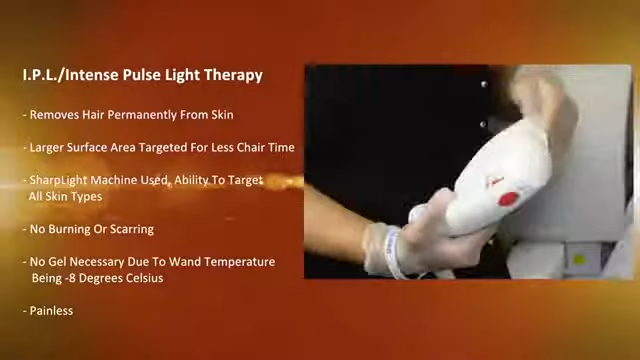 I.P.L./Intense Pulse Light Therapy
- Removes Hair Permanently From Skin
- Larger Surface Area Targeted For Less Chair Time
- SharpLight Machine Used, Ability To Target
All Skin Types
- No Burning Or Scarring
- No Gel Necessary Due To Wand Temperature
Being -8 Degrees Celsius
- Painless